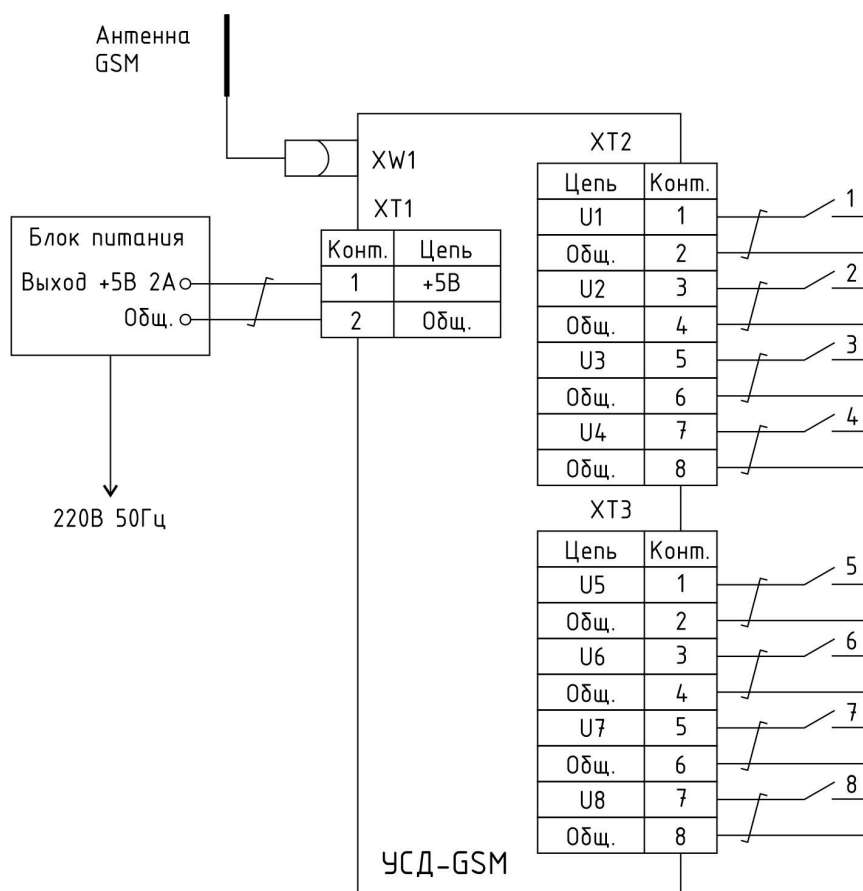 Антенна
GSM
XW1
XT1
Конт. Цепь
1 +5В
2 Общ.
Блок питания
Выход +5В 2А
Общ.
220В 50Гц
XT2
Цепь Конт.
U1 1
Общ. 2
U2 3
Общ. 4
U3 5
Общ. 6
U4 7
Общ. 8
1
2
3
4
XT3
Цепь Конт.
U5 1
Общ. 2
U6 3
Общ. 4
U7 5
Общ. 6
U8 7
Общ. 8
5
6
7
8
УСД-GSM